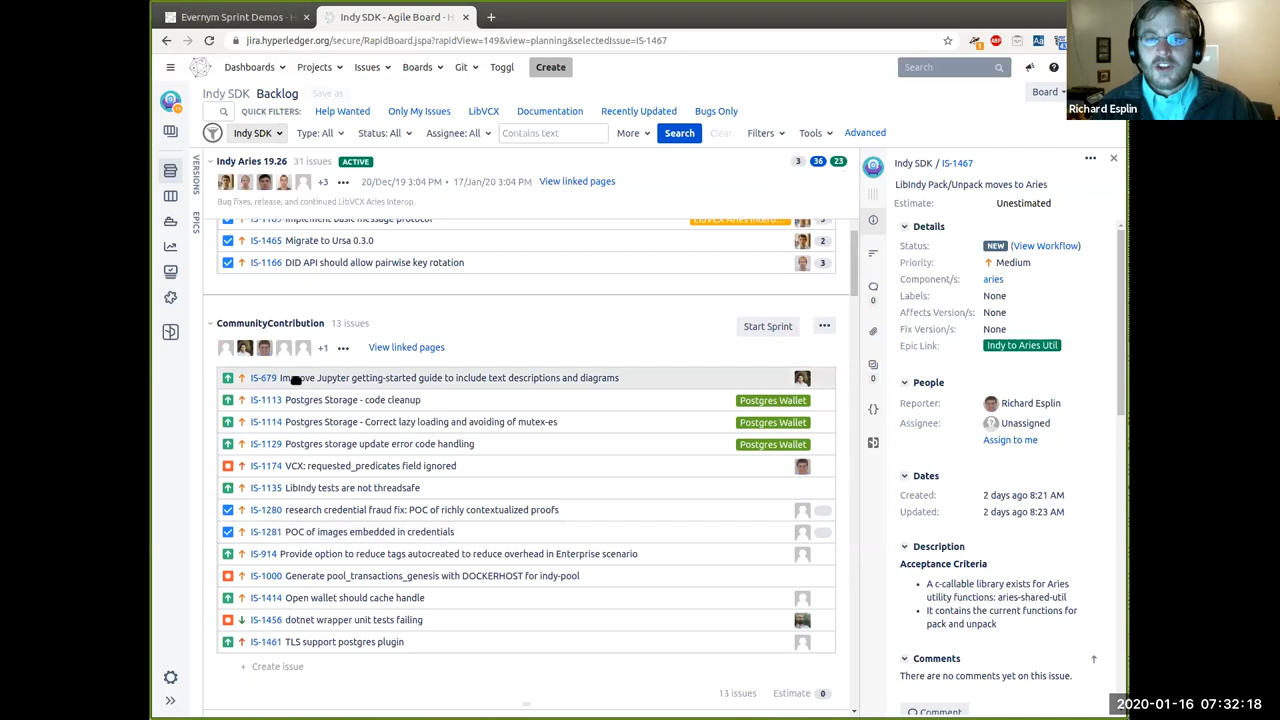 Evernym Sprint Demos -
Indy SDK - Agile Board -
jira.hyperledger.org/secure/RapidBoard.jspa?rapidView=149&view=planning&selectedIssue=IS-1467
Dashboards Projects Issues Boards Git Toggl Create Search
Richard Esplin
Indy SDK Backlog Save as Board
QUICK FILTERS: Help Wanted Only My Issues LibVCX Documentation Recently Updated Bugs Only
Indy SDK Type: All Status: All Assignee: All Contains text More Search Clear Filters Tools Advanced
VERSIONS
EPICS
Indy Aries 19.26 31 issues ACTIVE 3 36 23
+3 20/Dec/19 3:04 PM • 17/Jan/20 3:04 PM View linked pages
Bug fixes, release, and continued LibVCX Aries Interop.
Implement basic message protocol
IS-1465 Migrate to Ursa 0.3.0 2
IS-1166 DID API should allow pairwise key rotation 3
CommunityContribution 13 issues Start Sprint
+1 View linked pages
IS-679 Improve Jupyter getting-started guide to include text descriptions and diagrams
IS-1113 Postgres Storage - code cleanup Postgres Wallet
IS-1114 Postgres Storage - Correct lazy loading and avoiding of mutex-es Postgres Wallet
IS-1129 Postgres storage update error code handling Postgres Wallet
IS-1174 VCX: requested_predicates field ignored
IS-1135 LibIndy tests are not threadsafe
IS-1280 research credential fraud fix: POC of richly contextualized proofs
IS-1281 POC of images embedded in credentials
IS-914 Provide option to reduce tags autocreated to reduce overhead in Enterprise scenario
IS-1000 Generate pool_transactions_genesis with DOCKERHOST for indy-pool
IS-1414 Open wallet should cache handle
IS-1456 dotnet wrapper unit tests failing
IS-1461 TLS support postgres plugin
+ Create issue
13 issues Estimate 0
Indy SDK / IS-1467
LibIndy Pack/Unpack moves to Aries
Estimate: Unestimated
Details
Status: NEW (View Workflow)
Priority: Medium
Component/s: aries
Labels: None
Affects Version/s: None
Fix Version/s: None
Epic Link: Indy to Aries Util
People
Reporter: Richard Esplin
Assignee: Unassigned
Assign to me
Dates
Created: 2 days ago 8:21 AM
Updated: 2 days ago 8:23 AM
Description
Acceptance Criteria
• A c-callable library exists for Aries
utility functions: aries-shared-util
• It contains the current functions for
pack and unpack
Comments
There are no comments yet on this issue.
Comment
2020-01-16 07:32:18